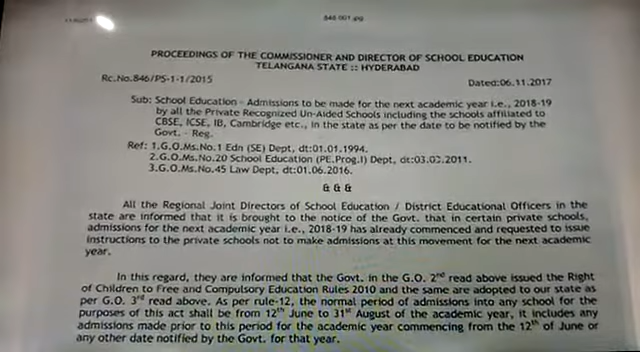 846 001.jpg
PROCEEDINGS OF THE COMMISSIONER AND DIRECTOR OF SCHOOL EDUCATION
TELANGANA STATE :: HYDERABAD
Rc.No.846/PS-1-1/2015 Dated:06.11.2017
Sub: School Education - Admissions to be made for the next academic year i.e., 2018-19
by all the Private Recognized Un-Aided Schools including the schools affiliated to
CBSE, ICSE, IB, Cambridge etc., in the state as per the date to be notified by the
Govt. - Reg.
Ref: 1.G.O.Ms.No.1 Edn (SE) Dept, dt:01.01.1994.
2.G.O.Ms.No.20 School Education (PE.Prog.I) Dept, dt:03.03.2011.
3.G.O.Ms.No.45 Law Dept, dt:01.06.2016.
& & &
All the Regional Joint Directors of School Education / District Educational Officers in the
state are informed that it is brought to the notice of the Govt. that in certain private schools,
admissions for the next academic year i.e., 2018-19 has already commenced and requested to issue
instructions to the private schools not to make admissions at this movement for the next academic
year.
In this regard, they are informed that the Govt. in the G.O. 2nd read above issued the Right
of Children to Free and Compulsory Education Rules 2010 and the same are adopted to our state as
per G.O. 3rd read above. As per rule-12, the normal period of admissions into any school for the
purposes of this act shall be from 12th June to 31st August of the academic year, it includes any
admissions made prior to this period for the academic year commencing from the 12th of June or
any other date notified by the Govt. for that year.